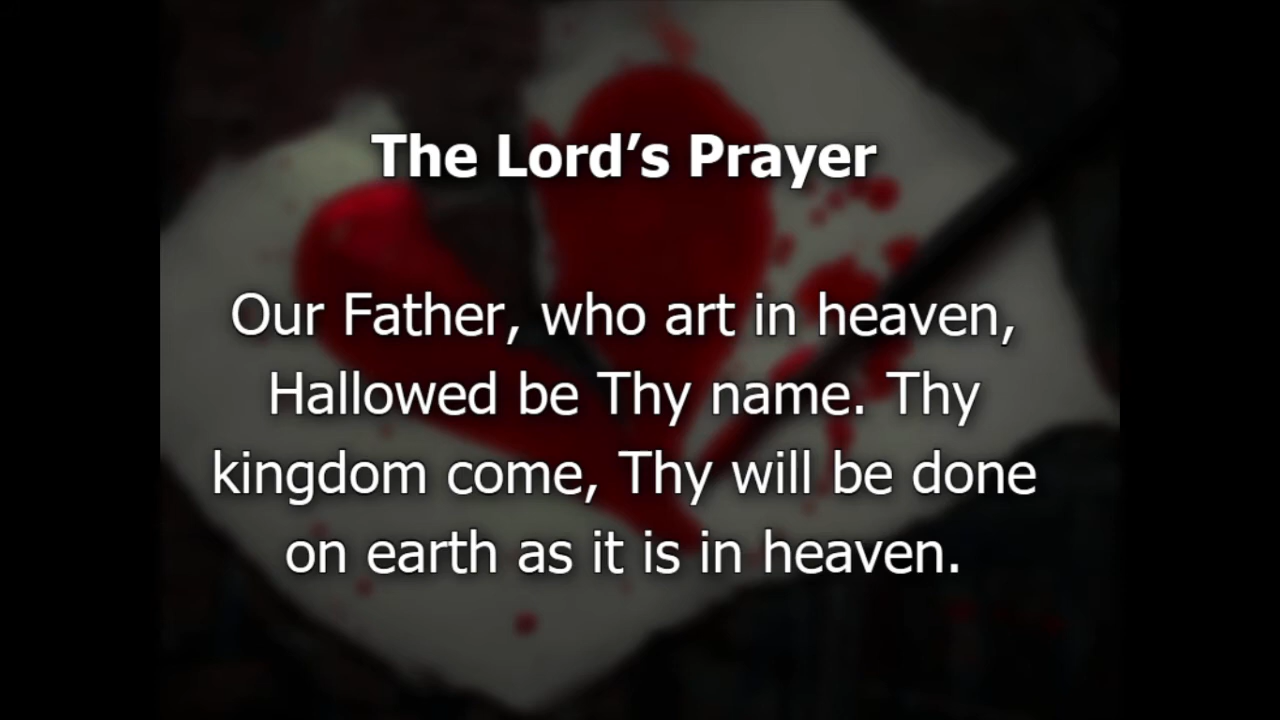 The Lord’s Prayer
Our Father, who art in heaven,
Hallowed be Thy name. Thy
kingdom come, Thy will be done
on earth as it is in heaven.